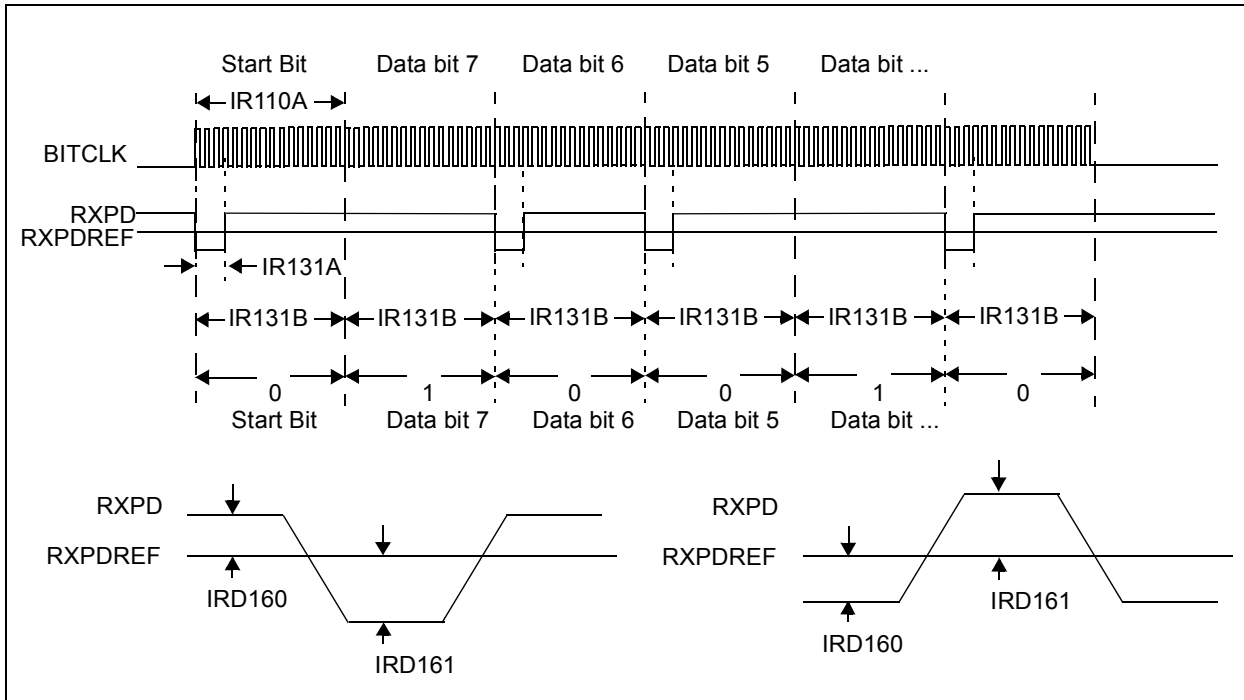 Start Bit Data bit 7 Data bit 6 Data bit 5 Data bit ...
IR110A
BITCLK
RXPD
RXPDREF
IR131A
IR131B IR131B IR131B IR131B IR131B IR131B
0 1 0 0 1 0
Start Bit Data bit 7 Data bit 6 Data bit 5 Data bit ...
RXPD
RXPDREF
IRD160
IRD161
RXPD
RXPDREF
IRD161
IRD160